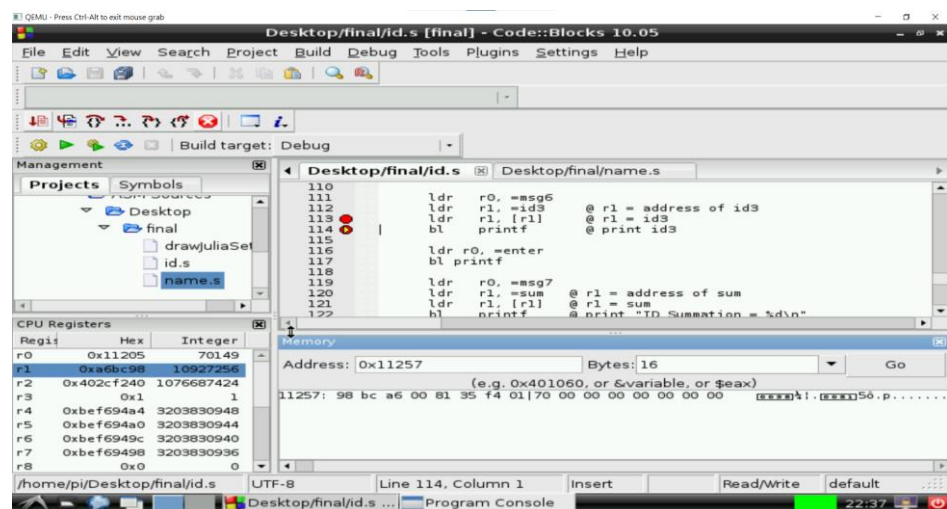 QEMU - Press Ctrl-Alt to exit mouse grab
Desktop/final/id.s [final] - Code::Blocks 10.05
File Edit View Search Project Build Debug Tools Plugins Settings Help
Build target: Debug
Management
Projects Symbols
ASM Sources
Desktop
final
drawJuliaSet
id.s
name.s
Desktop/final/id.s Desktop/final/name.s
110
111 ldr r0, =msg6
112 ldr r1, =id3 @ r1 = address of id3
113 ldr r1, [r1] @ r1 = id3
114 bl printf @ print id3
115
116 ldr r0, =enter
117 bl printf
118
119 ldr r0, =msg7
120 ldr r1, =sum @ r1 = address of sum
121 ldr r1, [r1] @ r1 = sum
122 bl printf @ print "ID Summation = %d\n"
CPU Registers
Regis Hex Integer
r0 0x11205 70149
r1 0xa6bc98 10927256
r2 0x402cf240 1076687424
r3 0x1 1
r4 0xbef694a4 3203830948
r5 0xbef694a0 3203830944
r6 0xbef6949c 3203830940
r7 0xbef69498 3203830936
r8 0x0 0
Memory
Address: 0x11257 Bytes: 16 Go
(e.g. 0x401060, or &variable, or $eax)
11257: 98 bc a6 00 81 35 f4 01|70 00 00 00 00 00 00 00
/home/pi/Desktop/final/id.s UTF-8 Line 114, Column 1 Insert Read/Write default
Desktop/final/id.s ... Program Console 22:37